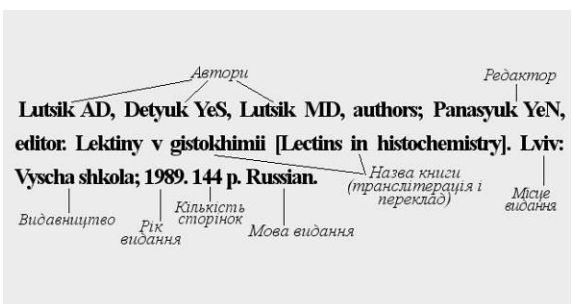 Автори
Редактор
Lutsik AD, Detyuk YeS, Lutsik MD, authors; Panasyuk YeN,
editor. Lektiny v gistokhimii [Lectins in histochemistry]. Lviv:
Vyscha shkola; 1989. 144 p. Russian.
Видавництво
Рік
видання
Кількість
сторінок
Мова видання
Назва книги
(транслітерація і
переклад)
Місце
видання